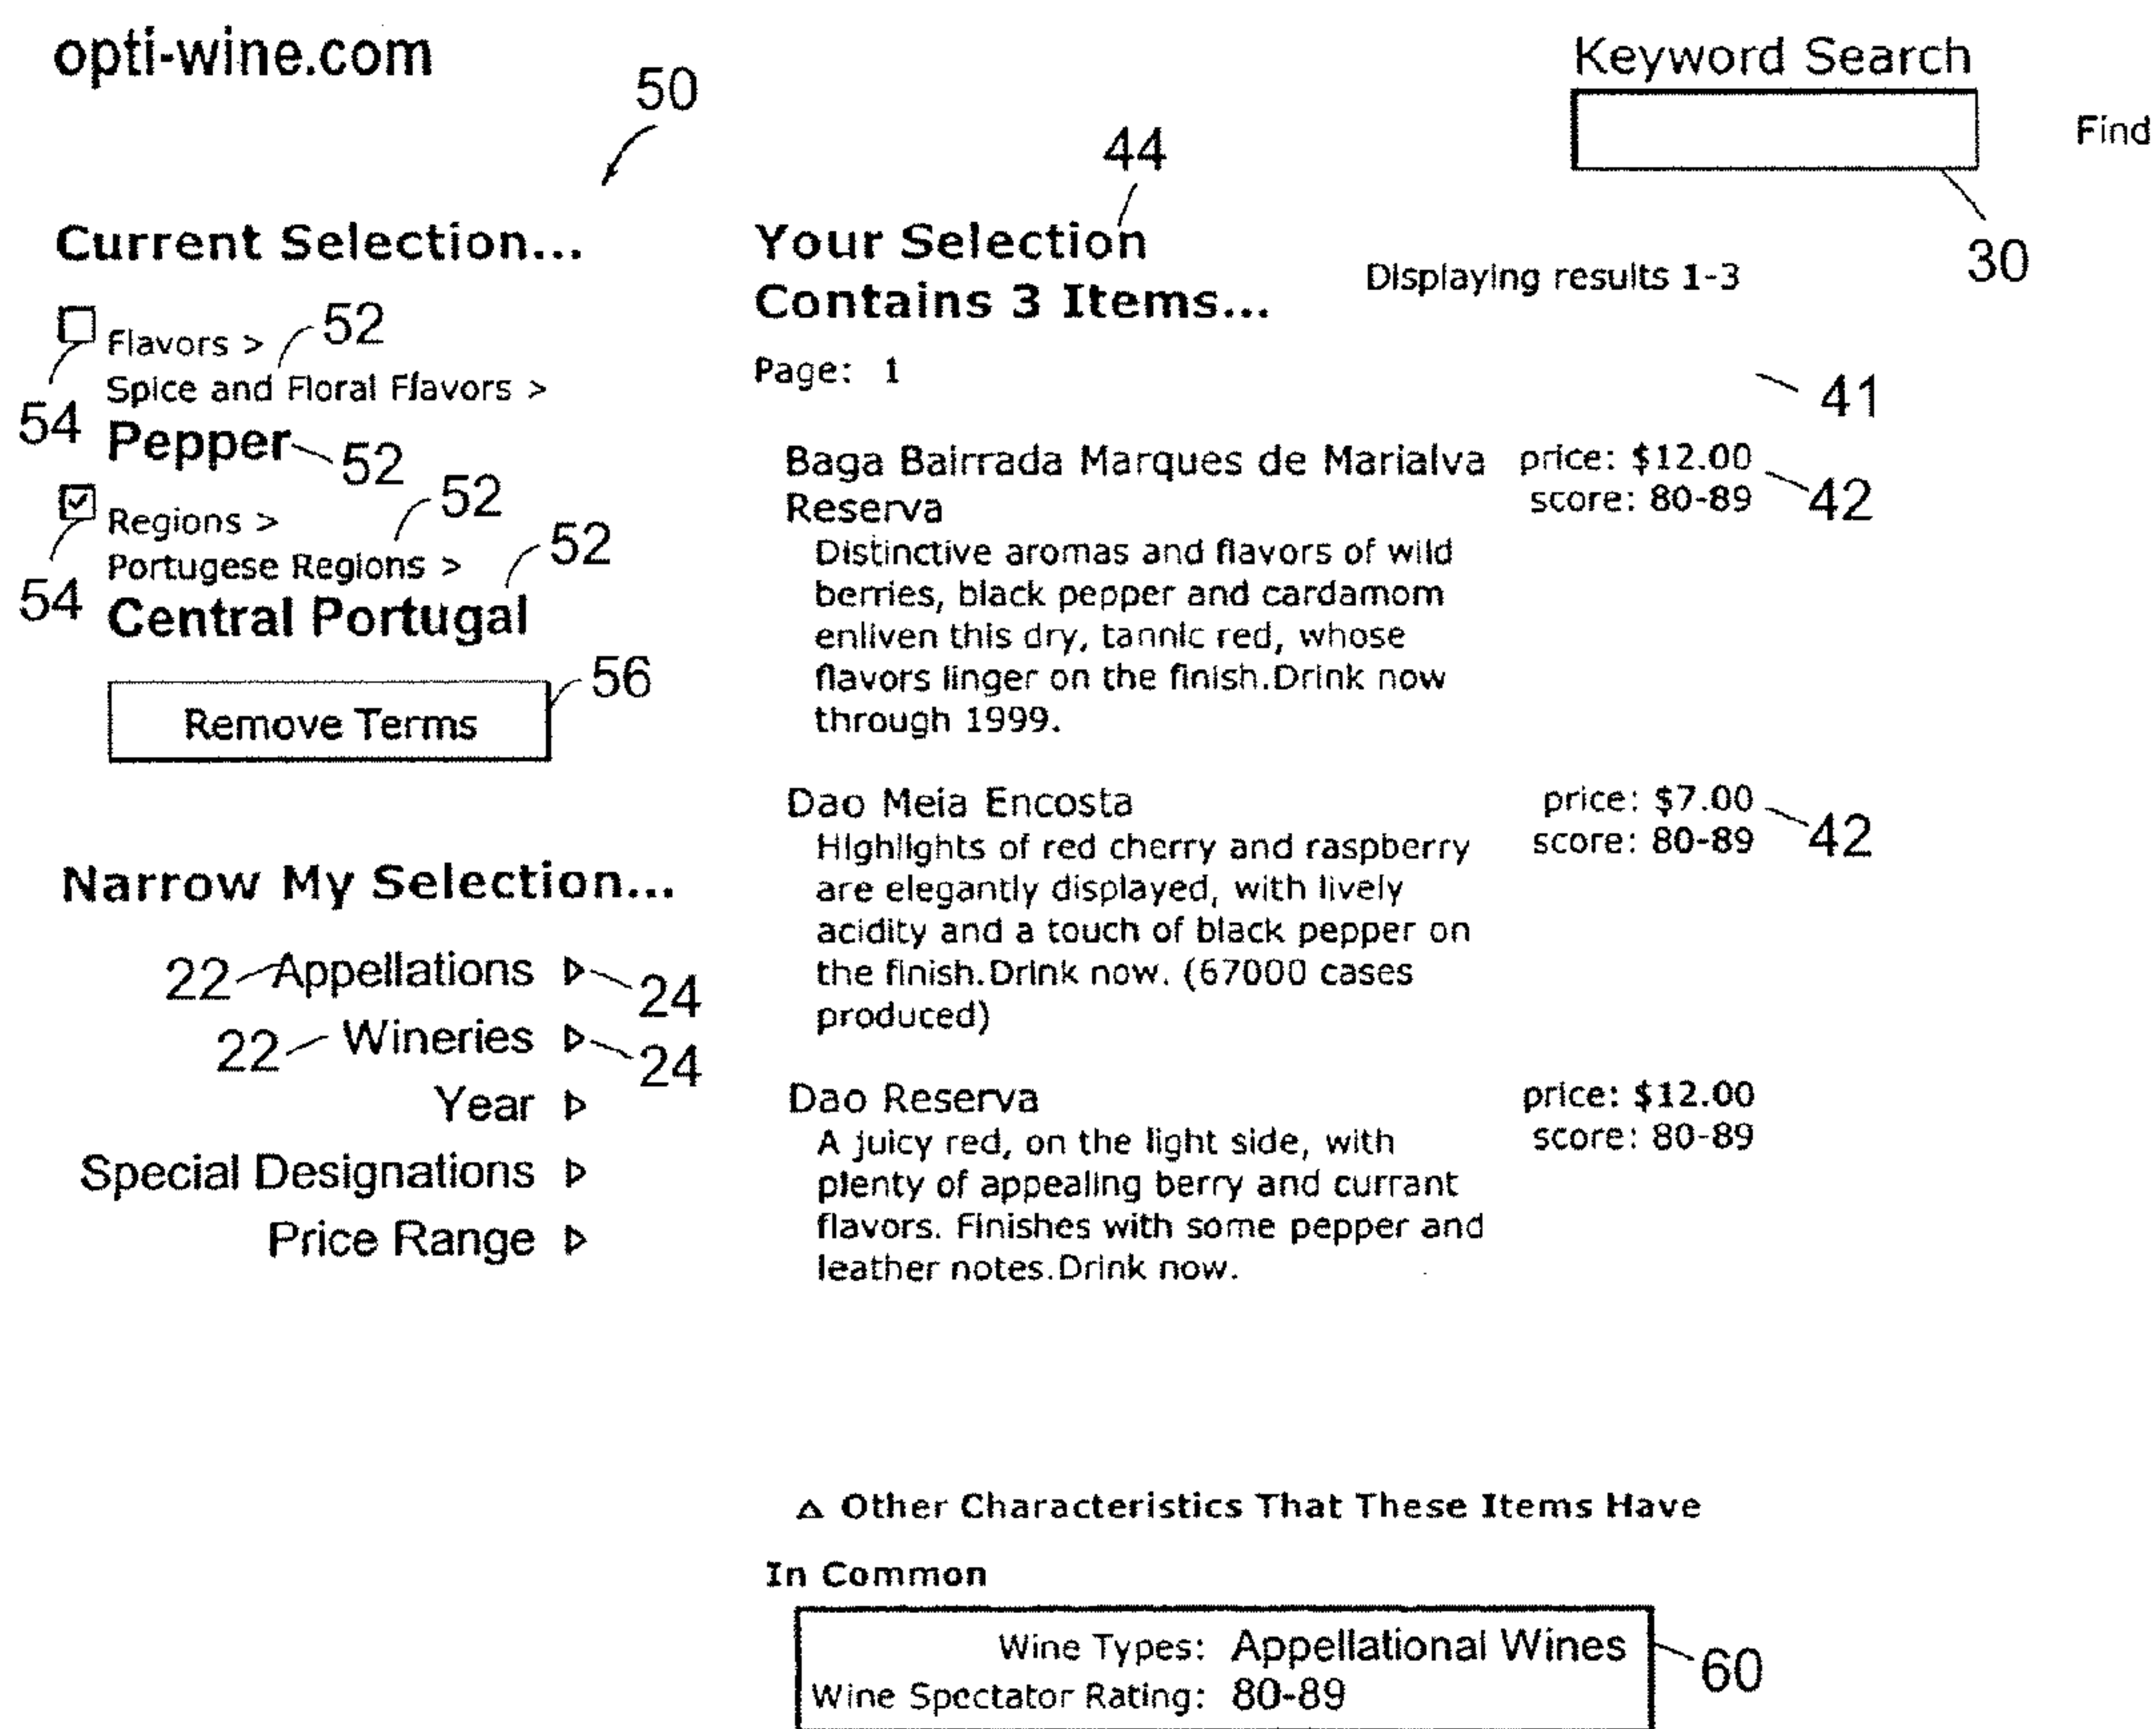 opti-wine.com
Keyword Search
Find
30
50
44
Current Selection...
Flavors >
52
Spice and Floral Flavors >
54
Pepper
52
Regions >
52
Portugese Regions >
52
54
Central Portugal
56
Remove Terms
Narrow My Selection...
22 Appellations 24
22 Wineries 24
Year
Special Designations
Price Range
Your Selection
Contains 3 Items...
Displaying results 1-3
Page: 1
41
Baga Bairrada Marques de Marialva
Reserva
price: $12.00
score: 80-89
42
Distinctive aromas and flavors of wild
berries, black pepper and cardamom
enliven this dry, tannic red, whose
flavors linger on the finish.Drink now
through 1999.
Dao Meia Encosta
price: $7.00
score: 80-89
42
Highlights of red cherry and raspberry
are elegantly displayed, with lively
acidity and a touch of black pepper on
the finish.Drink now. (67000 cases
produced)
Dao Reserva
price: $12.00
score: 80-89
A juicy red, on the light side, with
plenty of appealing berry and currant
flavors. Finishes with some pepper and
leather notes.Drink now.
Other Characteristics That These Items Have
In Common
Wine Types: Appellational Wines
Wine Spectator Rating: 80-89
60